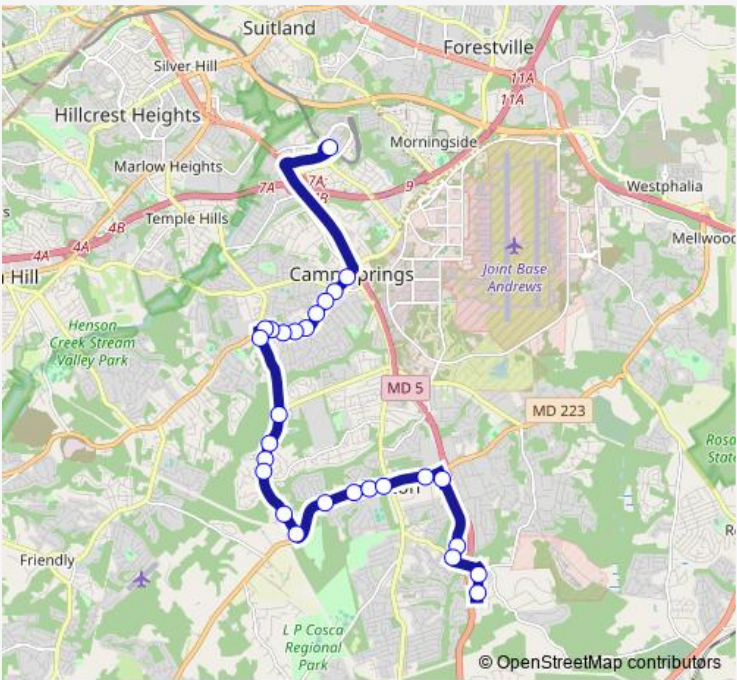 Suitland
Forestville
Silver Hill
11A
11A
Hillcrest Heights
Morningside
Marlow Heights
7A
7A
9
Westphalia
4B
Temple Hills
4A
4A
Mellwood
Hill
Camp Springs
Joint Base
Andrews
Henson
Creek Stream
Valley Park
MD 5
MD 223
Friendly
L P Cosca
Regional
Park
© OpenStreetMap contributors